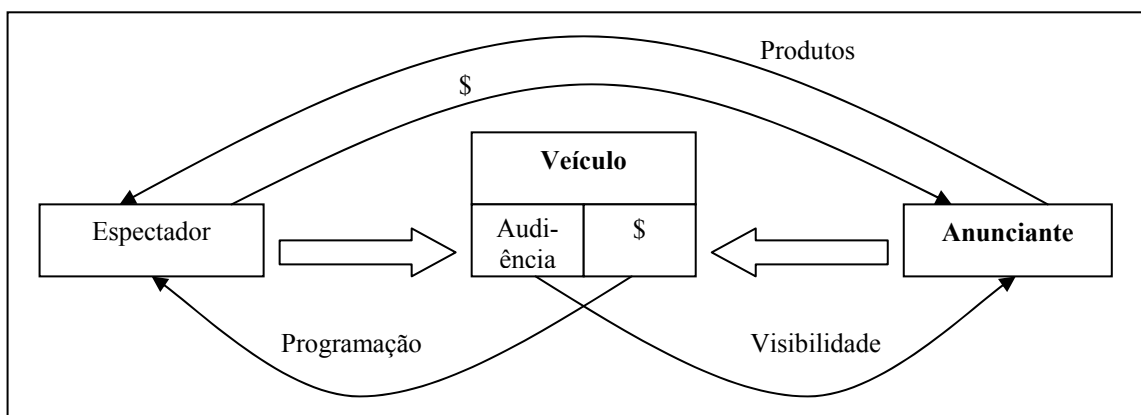 Produtos
$
Veículo
Espectador
Audi-
ência
$
Anunciante
Programação
Visibilidade